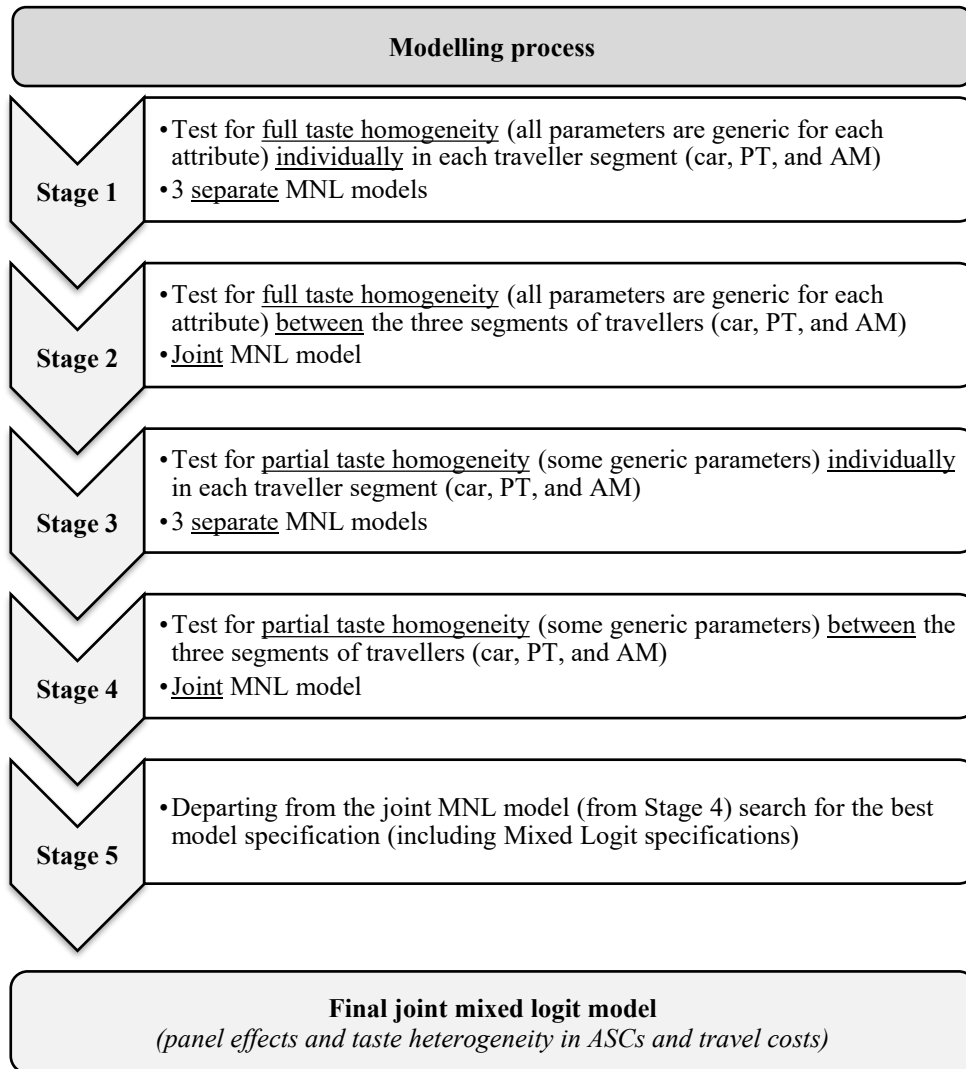 Modelling process
Stage 1
•Test for full taste homogeneity (all parameters are generic for each
attribute) individually in each traveller segment (car, PT, and AM)
•3 separate MNL models
Stage 2
•Test for full taste homogeneity (all parameters are generic for each
attribute) between the three segments of travellers (car, PT, and AM)
•Joint MNL model
Stage 3
•Test for partial taste homogeneity (some generic parameters) individually
in each traveller segment (car, PT, and AM)
•3 separate MNL models
Stage 4
•Test for partial taste homogeneity (some generic parameters) between the
three segments of travellers (car, PT, and AM)
•Joint MNL model
Stage 5
•Departing from the joint MNL model (from Stage 4) search for the best
model specification (including Mixed Logit specifications)
Final joint mixed logit model
(panel effects and taste heterogeneity in ASCs and travel costs)